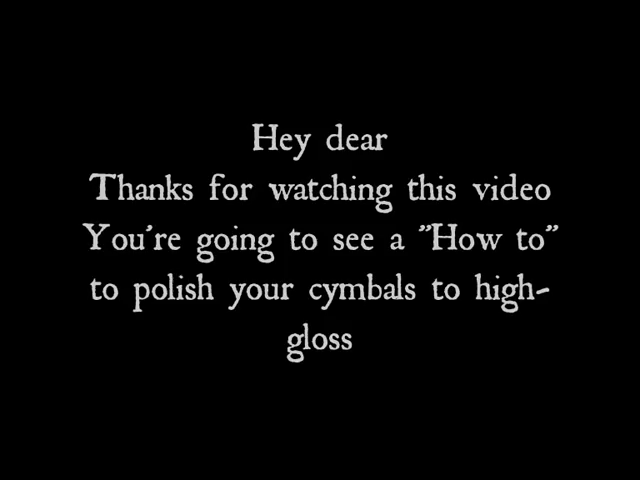 Hey dear
Thanks for watching this video
You're going to see a "How to"
to polish your cymbals to high-
gloss